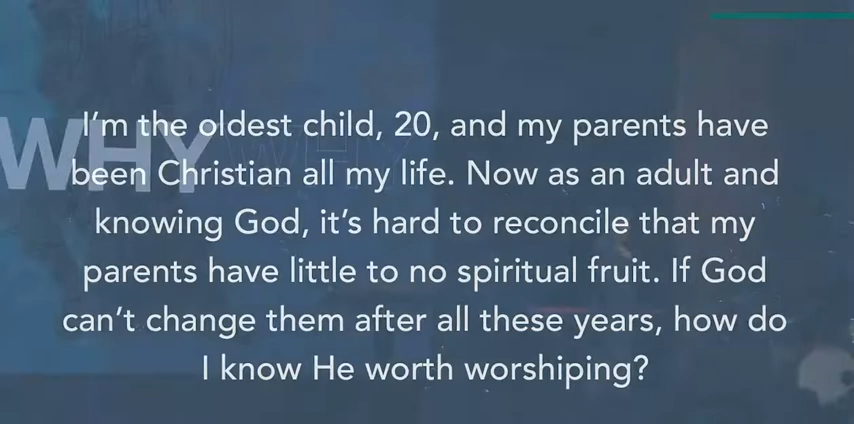 WHY WHY
I'm the oldest child, 20, and my parents have
been Christian all my life. Now as an adult and
knowing God, it's hard to reconcile that my
parents have little to no spiritual fruit. If God
can't change them after all these years, how do
I know He worth worshiping?